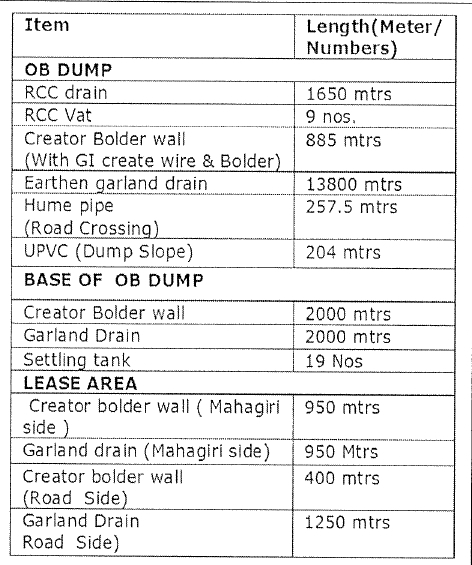 Item Length(Meter/
Numbers)
OB DUMP
RCC drain 1650 mtrs
RCC Vat 9 nos.
Creator Bolder wall 885 mtrs
(With GI create wire & Bolder)
Earthen garland drain 13800 mtrs
Hume pipe 257.5 mtrs
(Road Crossing)
UPVC (Dump Slope) 204 mtrs
BASE OF OB DUMP
Creator Bolder wall 2000 mtrs
Garland Drain 2000 mtrs
Settling tank 19 Nos
LEASE AREA
Creator bolder wall ( Mahagiri 950 mtrs
side )
Garland drain (Mahagiri side) 950 Mtrs
Creator bolder wall 400 mtrs
(Road Side)
Garland Drain 1250 mtrs
Road Side)